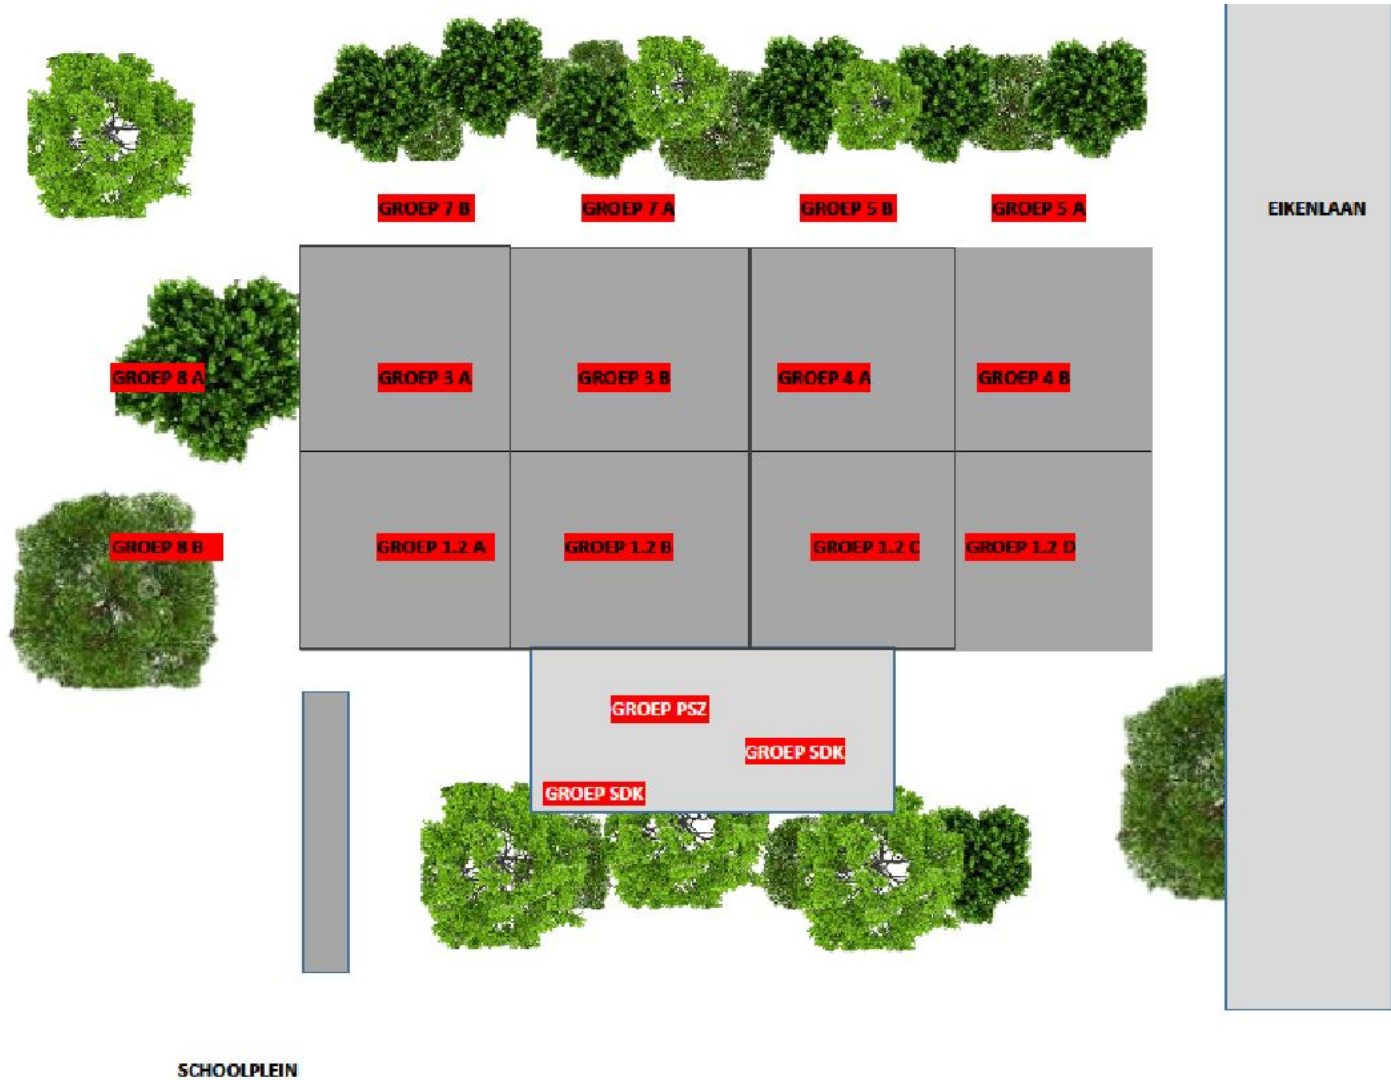 GROEP 7 B
GROEP 7 A
GROEP 5 B
GROEP 5 A
EIKENLAAN
GROEP 8 A
GROEP 3 A
GROEP 3 B
GROEP 4 A
GROEP 4 B
GROEP 8 B
GROEP 1.2 A
GROEP 1.2 B
GROEP 1.2 C
GROEP 1.2 D
GROEP PSZ
GROEP SDK
GROEP SDK
SCHOOLPLEIN